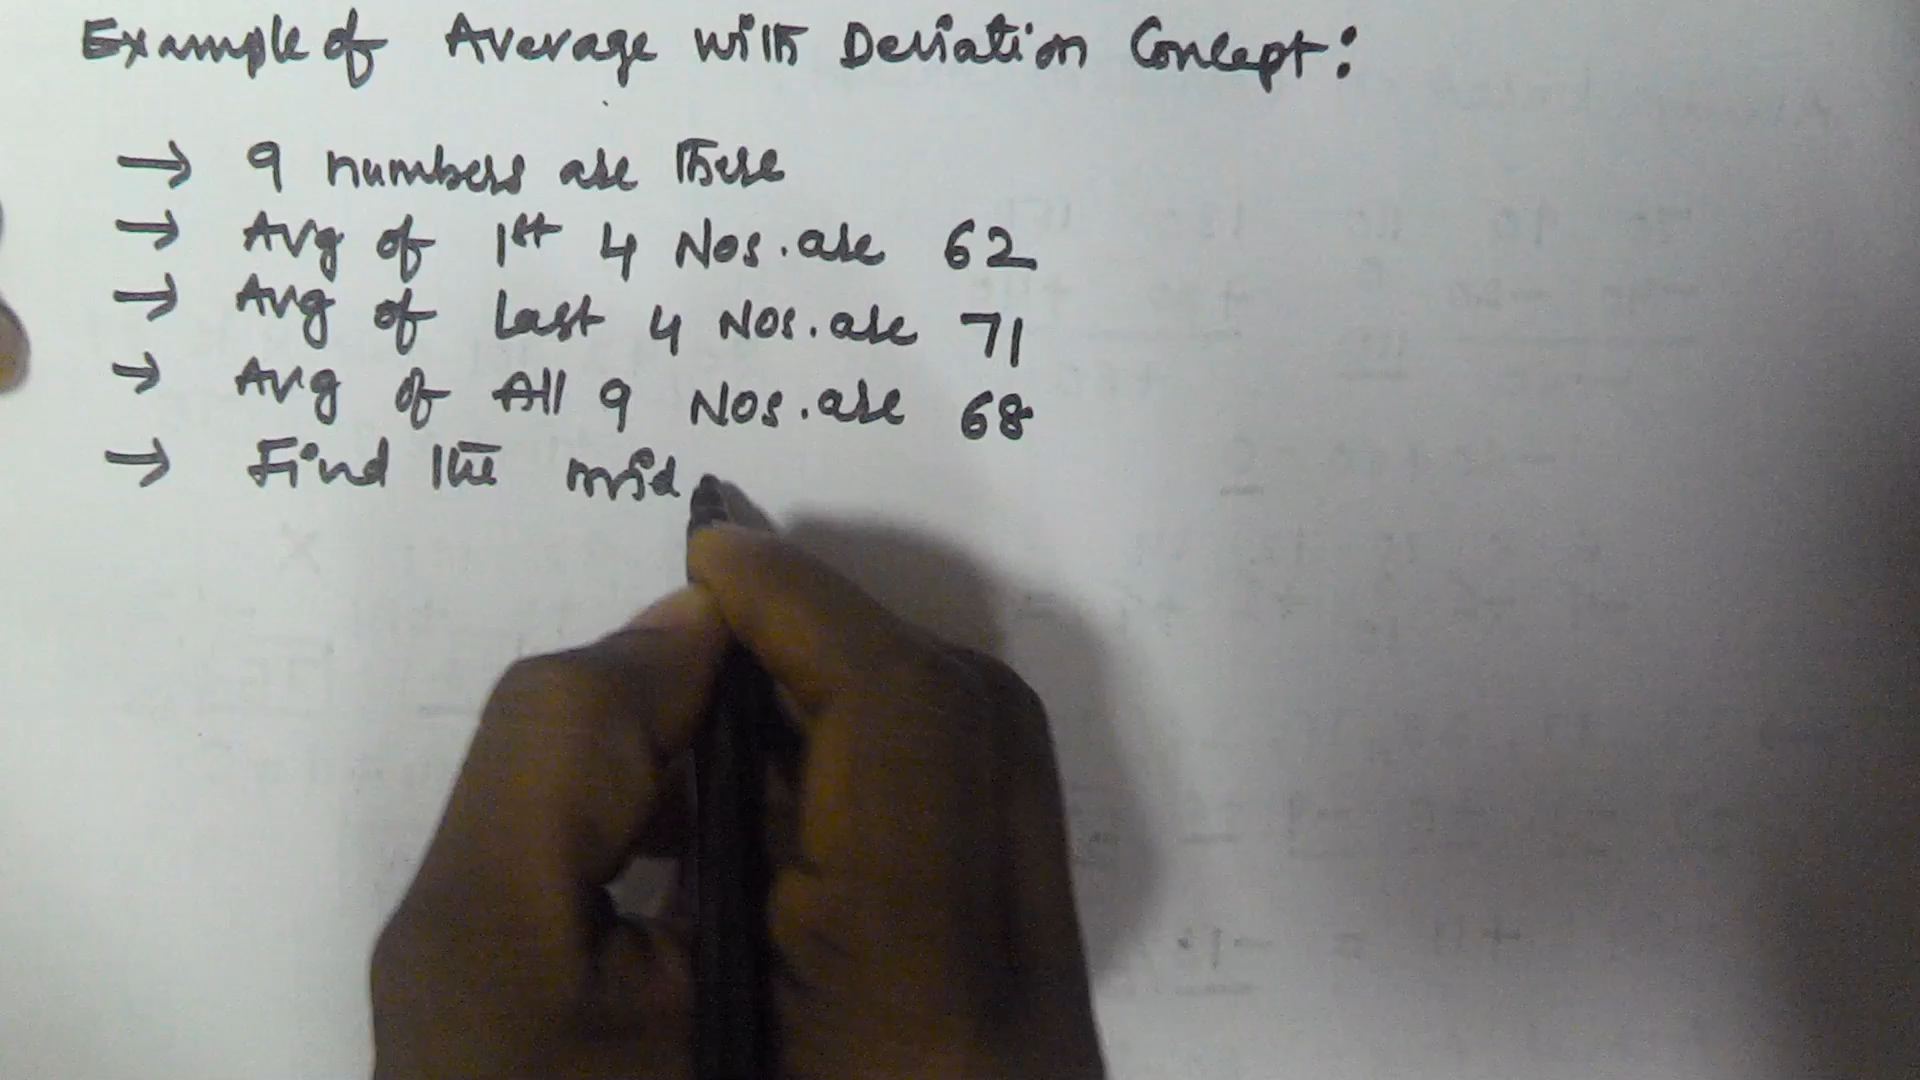 Example of Average with Deviation Concept:
→ 9 numbers are there
→ Avg of 1st 4 Nos. are 62
→ Avg of Last 4 Nos. are 71
→ Avg of All 9 Nos. are 68
→ Find the mid